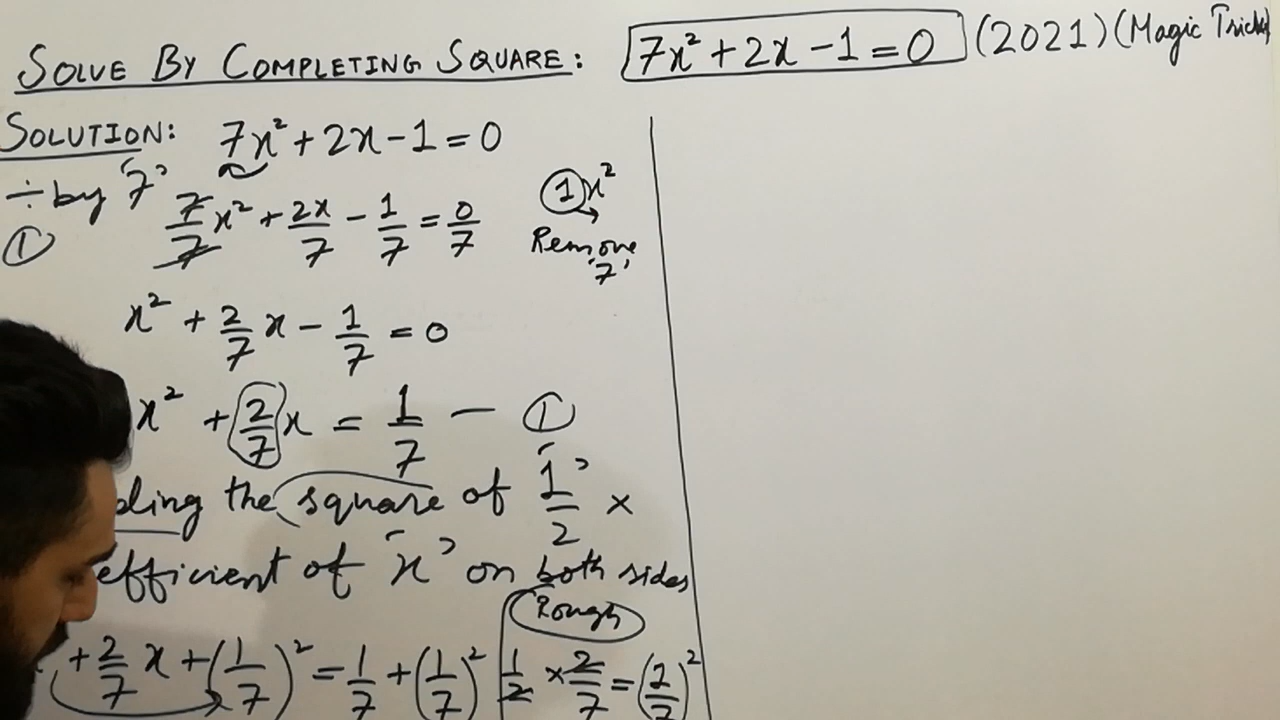 SOLVE BY COMPLETING SQUARE: 7x² + 2x - 1 = 0 (2021) (Magic Tricks)
SOLUTION: 7x² + 2x - 1 = 0
÷ by '7'
① 7/7 x² + 2x/7 - 1/7 = 0/7
① x²
Remove '7'
x² + 2/7 x - 1/7 = 0
x² + 2/7 x = 1/7 — ①
the square of '1/2' ×
of 'x' on both sides
Rough
+ 2/7 x + (1/7)² = 1/7 + (1/7)²
1/2 × 2/7 = ( /7)²